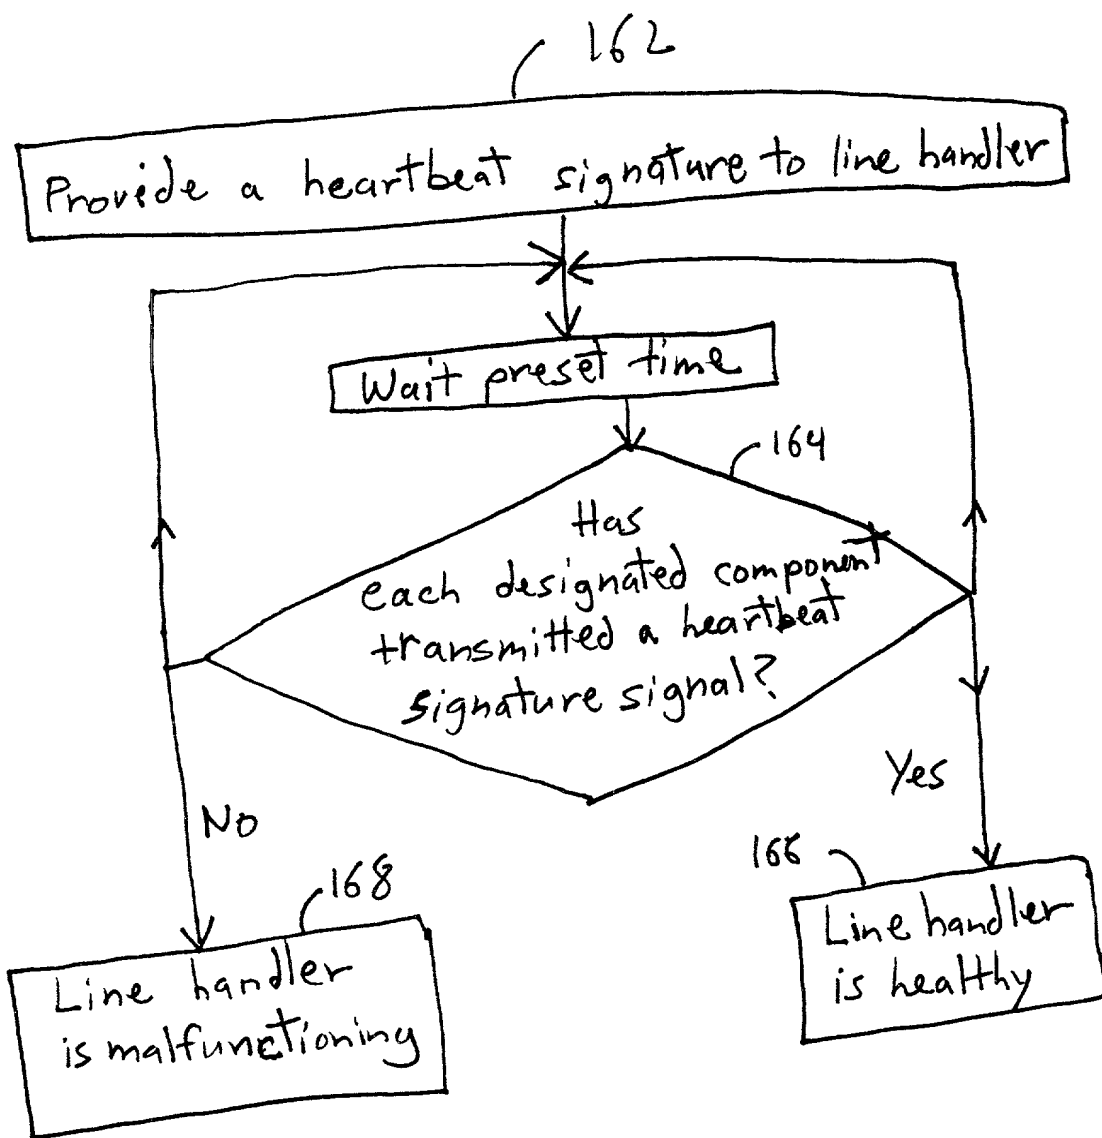 162
Provide a heartbeat signature to line handler
Wait preset time
164
Has
each designated component
transmitted a heartbeat
signature signal?
Yes
No
166
168
Line handler
is healthy
Line handler
is malfunctioning